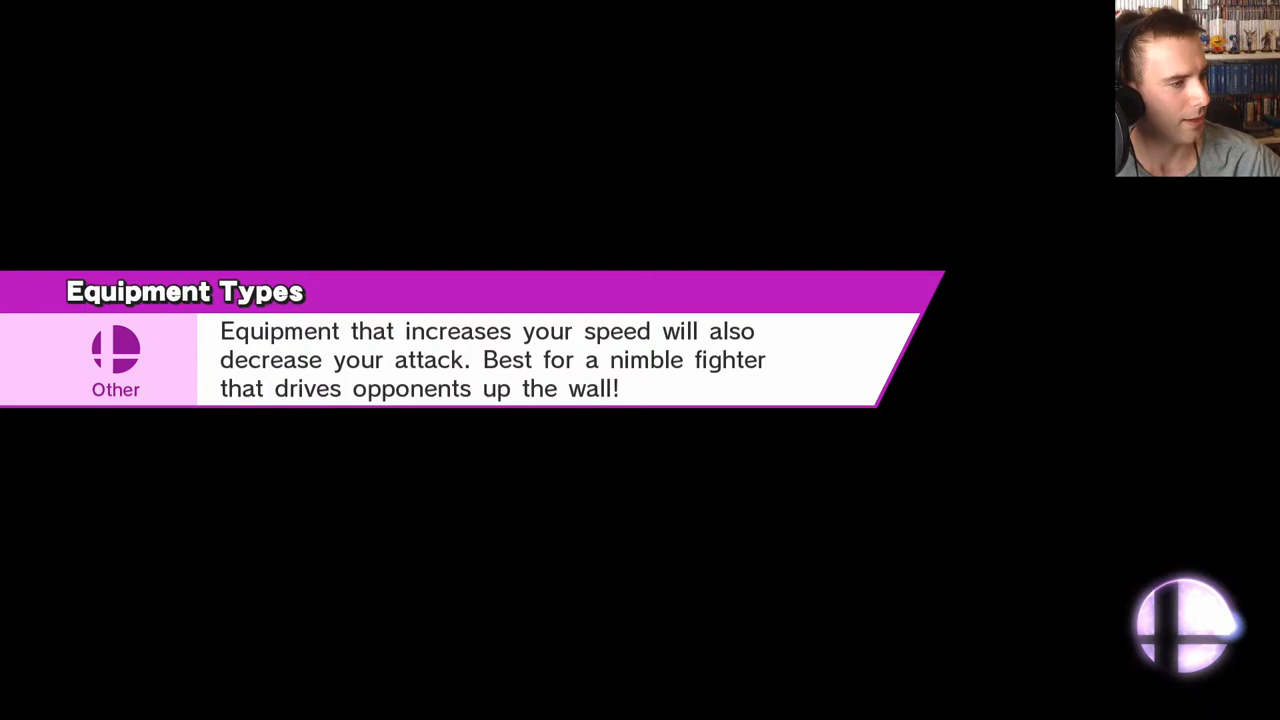 Equipment Types
Other
Equipment that increases your speed will also
decrease your attack. Best for a nimble fighter
that drives opponents up the wall!